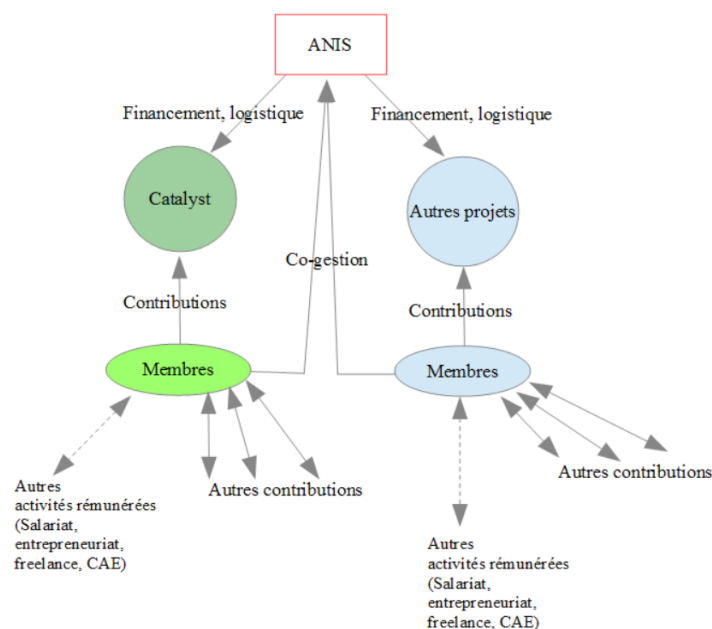 ANIS
Financement, logistique
Financement, logistique
Catalyst
Autres projets
Co-gestion
Contributions
Contributions
Membres
Membres
Autres
activités rémunérées
(Salariat,
entrepreneuriat,
freelance, CAE)
Autres contributions
Autres contributions
Autres
activités rémunérées
(Salariat,
entrepreneuriat,
freelance, CAE)